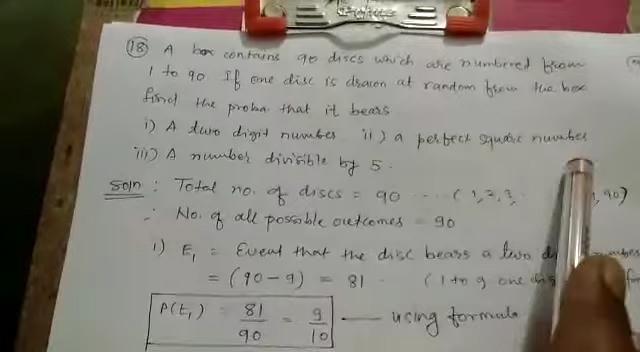 (18) A box contains 90 discs which are numbered from
1 to 90 If one disc is drawn at random from the box
find the proba that it bears
i) A two digit number ii) a perfect square number
iii) A number divisible by 5.
Soln : Total no. of discs = 90 .... (1, 2, 3, , 90)
∴ No. of all possible outcomes = 90
i) E₁ = Event that the disc bears a two
= (90 - 9) = 81 . (1 to 9 one
P(E₁) = 81/90 = 9/10 — using formula